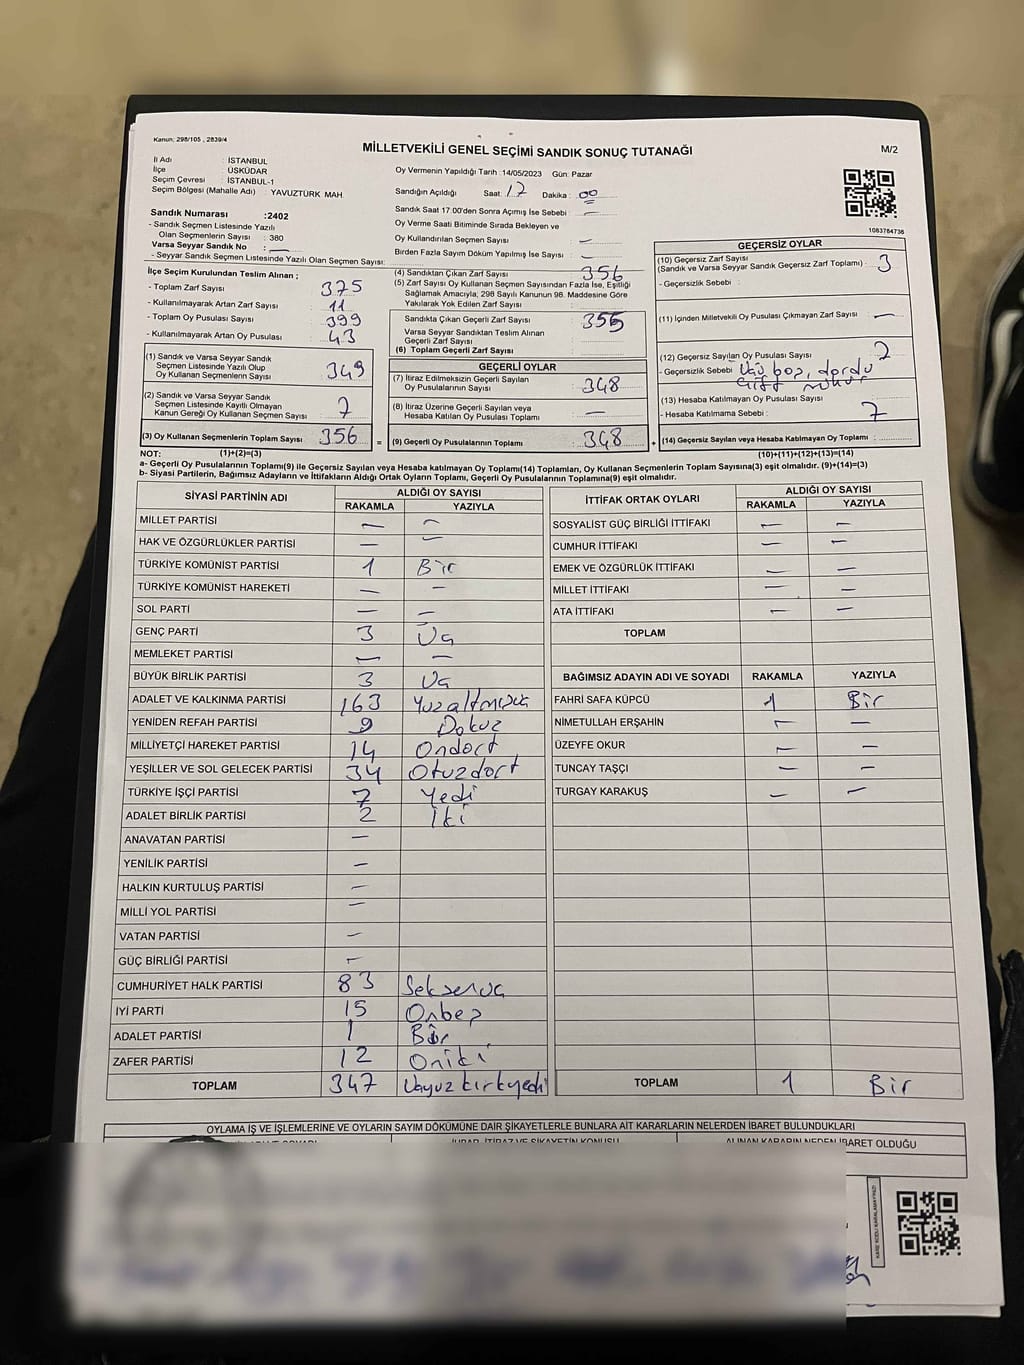 Kanun: 298/105 , 2839/4
MİLLETVEKİLİ GENEL SEÇİMİ SANDIK SONUÇ TUTANAĞI
M/2
İl Adı : İSTANBUL
İlçe : ÜSKÜDAR
Seçim Çevresi : İSTANBUL-1
Seçim Bölgesi (Mahalle Adı) : YAVUZTÜRK MAH.
Oy Vermenin Yapıldığı Tarih :14/05/2023 Gün: Pazar
Sandığın Açıldığı Saat: 17 Dakika: 00
Sandık Saat 17.00'den Sonra Açılmış İse Sebebi : —
Oy Verme Saati Bitiminde Sırada Bekleyen ve
Oy Kullandırılan Seçmen Sayısı : —
Birden Fazla Sayım Döküm Yapılmış İse Sayısı : —
1083784736
Sandık Numarası :2402
- Sandık Seçmen Listesinde Yazılı
Olan Seçmenlerin Sayısı : 380
Varsa Seyyar Sandık No : —
- Seyyar Sandık Seçmen Listesinde Yazılı Olan Seçmen Sayısı:
İlçe Seçim Kurulundan Teslim Alınan ;
- Toplam Zarf Sayısı : 375
- Kullanılmayarak Artan Zarf Sayısı : 11
- Toplam Oy Pusulası Sayısı : 399
- Kullanılmayarak Artan Oy Pusulası : 43
(1) Sandık ve Varsa Seyyar Sandık
Seçmen Listesinde Yazılı Olup
Oy Kullanan Seçmenlerin Sayısı : 349
(2) Sandık ve Varsa Seyyar Sandık
Seçmen Listesinde Kayıtlı Olmayan
Kanun Gereği Oy Kullanan Seçmen Sayısı : 7
(3) Oy Kullanan Seçmenlerin Toplam Sayısı : 356 =
(4) Sandıktan Çıkan Zarf Sayısı : 356
(5) Zarf Sayısı Oy Kullanan Seçmen Sayısından Fazla İse, Eşitliği
Sağlamak Amacıyla; 298 Sayılı Kanunun 98. Maddesine Göre
Yakılarak Yok Edilen Zarf Sayısı :
Sandıkta Çıkan Geçerli Zarf Sayısı : 355
Varsa Seyyar Sandıktan Teslim Alınan
Geçerli Zarf Sayısı :
(6) Toplam Geçerli Zarf Sayısı :
GEÇERLİ OYLAR
(7) İtiraz Edilmeksizin Geçerli Sayılan
Oy Pusulalarının Sayısı : 348
(8) İtiraz Üzerine Geçerli Sayılan veya
Hesaba Katılan Oy Pusulası Toplamı : —
(9) Geçerli Oy Pusulalarının Toplamı : 348 +
GEÇERSİZ OYLAR
(10) Geçersiz Zarf Sayısı
(Sandık ve Varsa Seyyar Sandık Geçersiz Zarf Toplamı) : 3
- Geçersizlik Sebebi :
(11) İçinden Milletvekili Oy Pusulası Çıkmayan Zarf Sayısı : —
(12) Geçersiz Sayılan Oy Pusulası Sayısı : 2
- Geçersizlik Sebebi :
(13) Hesaba Katılmayan Oy Pusulası Sayısı :
- Hesaba Katılmama Sebebi : 7
(14) Geçersiz Sayılan veya Hesaba Katılmayan Oy Toplamı :
NOT: (1)+(2)=(3)
(10)+(11)+(12)+(13)=(14)
a- Geçerli Oy Pusulalarının Toplamı(9) ile Geçersiz Sayılan veya Hesaba katılmayan Oy Toplamı(14) Toplamları, Oy Kullanan Seçmenlerin Toplam Sayısına(3) eşit olmalıdır. (9)+(14)=(3)
b- Siyasi Partilerin, Bağımsız Adayların ve İttifakların Aldığı Ortak Oyların Toplamı, Geçerli Oy Pusulalarının Toplamına(9) eşit olmalıdır.
SİYASİ PARTİNİN ADI
ALDIĞI OY SAYISI
RAKAMLA YAZIYLA
MİLLET PARTİSİ — —
HAK VE ÖZGÜRLÜKLER PARTİSİ — —
TÜRKİYE KOMÜNİST PARTİSİ 1 Bir
TÜRKİYE KOMÜNİST HAREKETİ — —
SOL PARTİ — —
GENÇ PARTİ 3 Üç
MEMLEKET PARTİSİ — —
BÜYÜK BİRLİK PARTİSİ 3 Üç
ADALET VE KALKINMA PARTİSİ 163 Yüzaltmışüç
YENİDEN REFAH PARTİSİ 9 Dokuz
MİLLİYETÇİ HAREKET PARTİSİ 14 Ondört
YEŞİLLER VE SOL GELECEK PARTİSİ 34 Otuzdört
TÜRKİYE İŞÇİ PARTİSİ 7 Yedi
ADALET BİRLİK PARTİSİ 2 İki
ANAVATAN PARTİSİ —
YENİLİK PARTİSİ —
HALKIN KURTULUŞ PARTİSİ —
MİLLİ YOL PARTİSİ —
VATAN PARTİSİ —
GÜÇ BİRLİĞİ PARTİSİ —
CUMHURİYET HALK PARTİSİ 83 Seksenüç
İYİ PARTİ 15 Onbeş
ADALET PARTİSİ 1 Bir
ZAFER PARTİSİ 12 Oniki
TOPLAM 347 Üçyüzkırkyedi
İTTİFAK ORTAK OYLARI
ALDIĞI OY SAYISI
RAKAMLA YAZIYLA
SOSYALİST GÜÇ BİRLİĞİ İTTİFAKI — —
CUMHUR İTTİFAKI — —
EMEK VE ÖZGÜRLÜK İTTİFAKI — —
MİLLET İTTİFAKI — —
ATA İTTİFAKI — —
TOPLAM
BAĞIMSIZ ADAYIN ADI VE SOYADI RAKAMLA YAZIYLA
FAHRİ SAFA KÜPCÜ 1 Bir
NİMETULLAH ERŞAHİN — —
ÜZEYFE OKUR — —
TUNCAY TAŞÇI — —
TURGAY KARAKUŞ — —
TOPLAM 1 Bir
OYLAMA İŞ VE İŞLEMLERİNE VE OYLARIN SAYIM DÖKÜMÜNE DAİR ŞİKAYETLERLE BUNLARA AİT KARARLARIN NELERDEN İBARET BULUNDUKLARI
İHBAR, İTİRAZ VE ŞİKAYETİN KONUSU
ALINAN KARARIN NEDEN İBARET OLDUĞU
KARE KODU KARALAMAYINIZ!